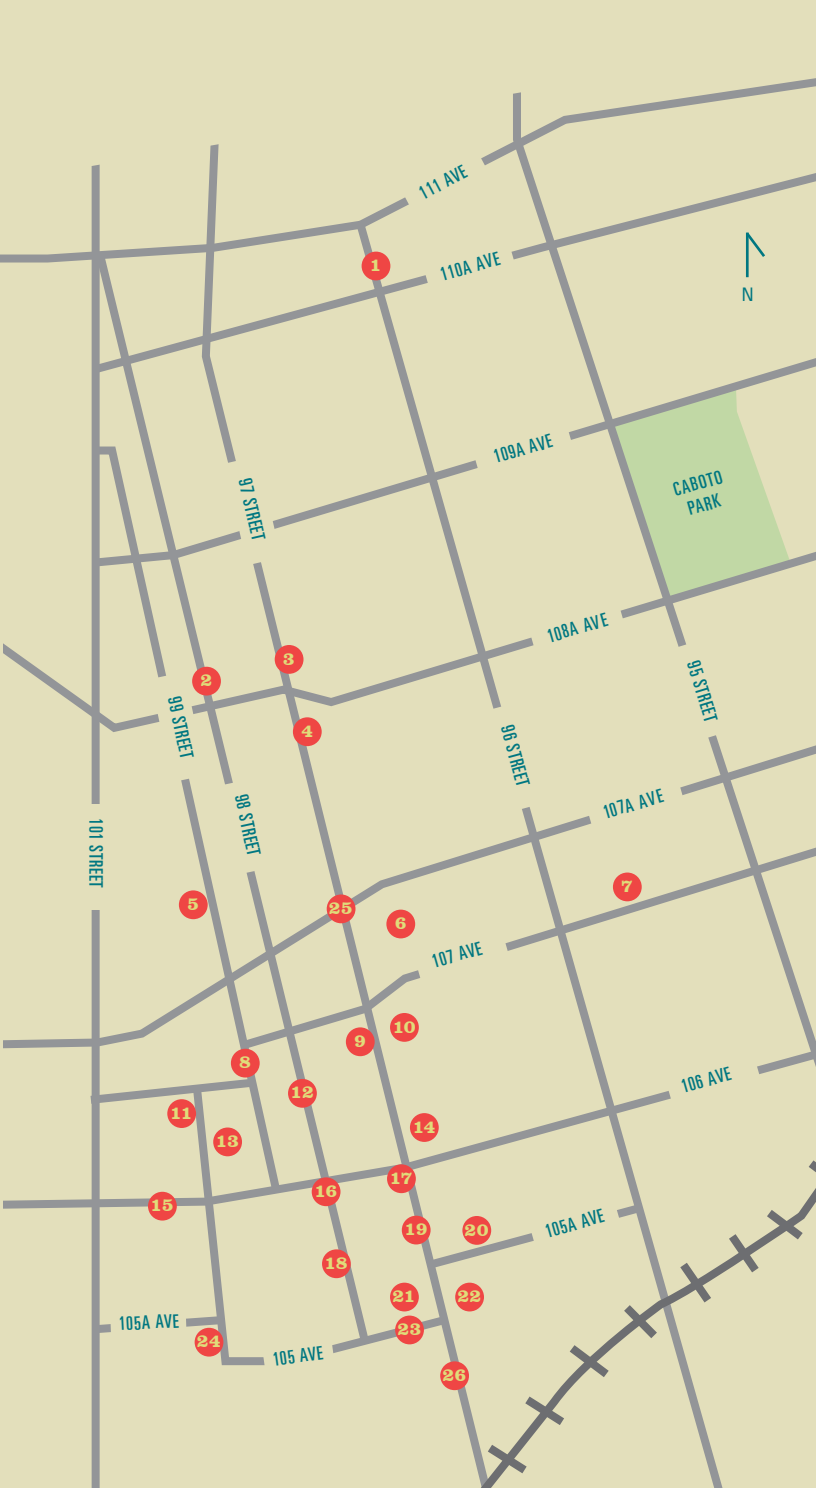 111 AVE
1
110A AVE
N
109A AVE
CABOTO
PARK
97 STREET
108A AVE
3
2
95 STREET
99 STREET
4
96 STREET
107A AVE
98 STREET
101 STREET
7
5
25
6
107 AVE
10
9
8
106 AVE
12
11
14
13
17
16
15
105A AVE
19
20
18
21
22
105A AVE
23
24
105 AVE
26